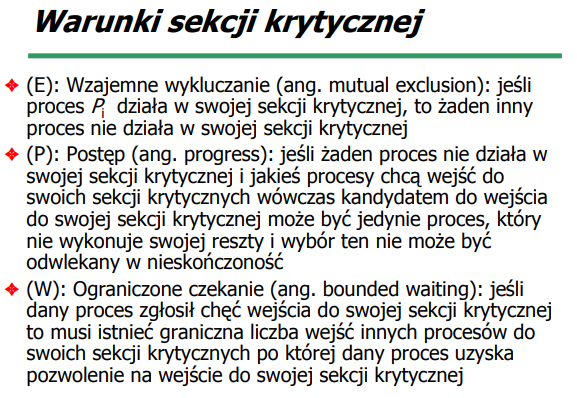 Warunki sekcji krytycznej
(E): Wzajemne wykluczanie (ang. mutual exclusion): jeśli
proces Pi działa w swojej sekcji krytycznej, to żaden inny
proces nie działa w swojej sekcji krytycznej
(P): Postęp (ang. progress): jeśli żaden proces nie działa w
swojej sekcji krytycznej i jakieś procesy chcą wejść do
swoich sekcji krytycznych wówczas kandydatem do wejścia
do swojej sekcji krytycznej może być jedynie proces, który
nie wykonuje swojej reszty i wybór ten nie może być
odwlekany w nieskończoność
(W): Ograniczone czekanie (ang. bounded waiting): jeśli
dany proces zgłosił chęć wejścia do swojej sekcji krytycznej
to musi istnieć graniczna liczba wejść innych procesów do
swoich sekcji krytycznych po której dany proces uzyska
pozwolenie na wejście do swojej sekcji krytycznej